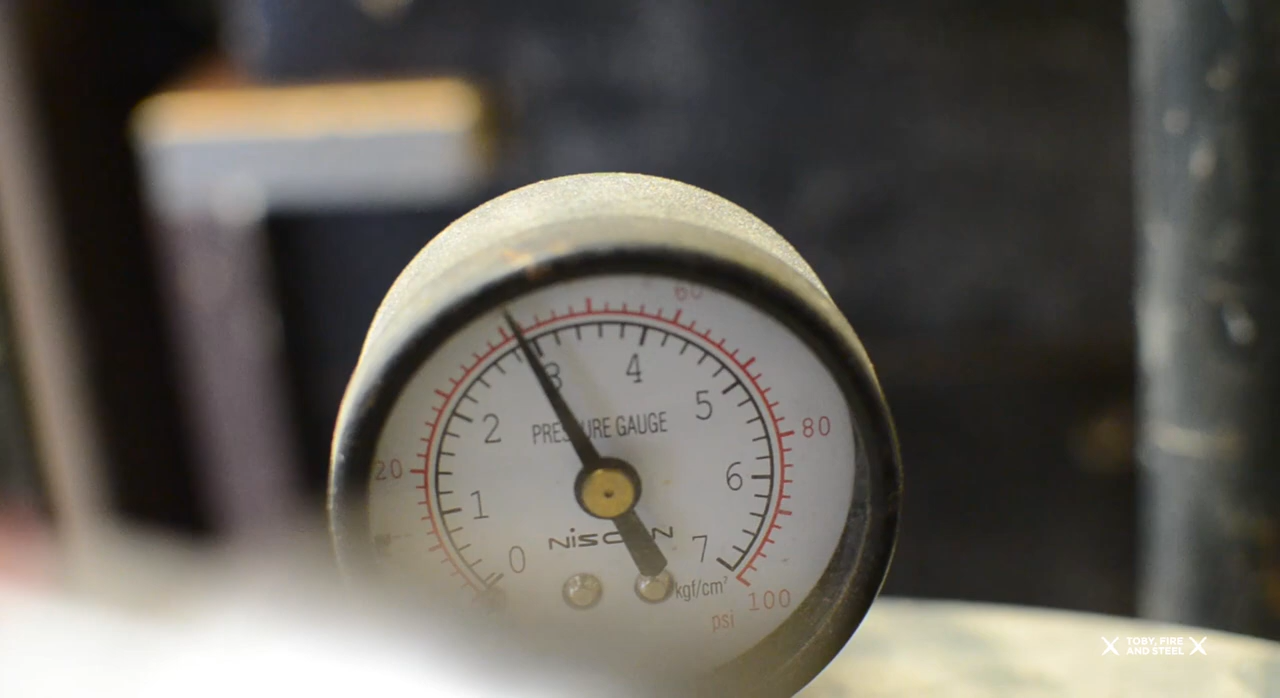 60
3
4
PRESSURE GAUGE
2
5
80
20
6
1
NISCON
0
7
kgf/cm²
psi
100
TOBY, FIRE
AND STEEL